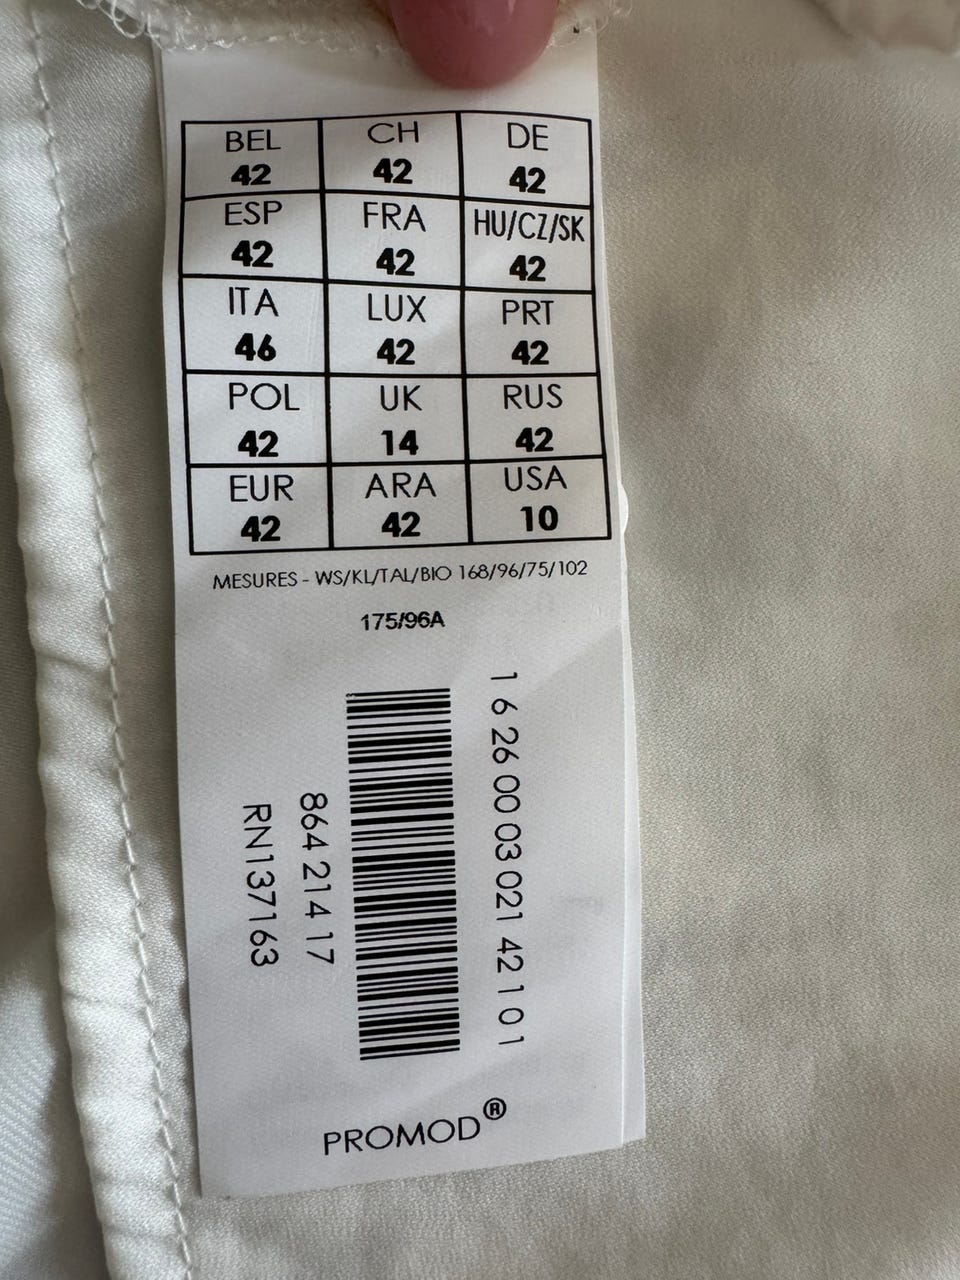 BEL CH DE
42 42 42
ESP FRA HU/CZ/SK
42 42 42
ITA LUX PRT
46 42 42
POL UK RUS
42 14 42
EUR ARA USA
42 42 10
MESURES - WS/KL/TAL/BIO 168/96/75/102
175/96A
1 6 26 00 03 021 42 1 0 1
864 214 17
RN137163
PROMOD®